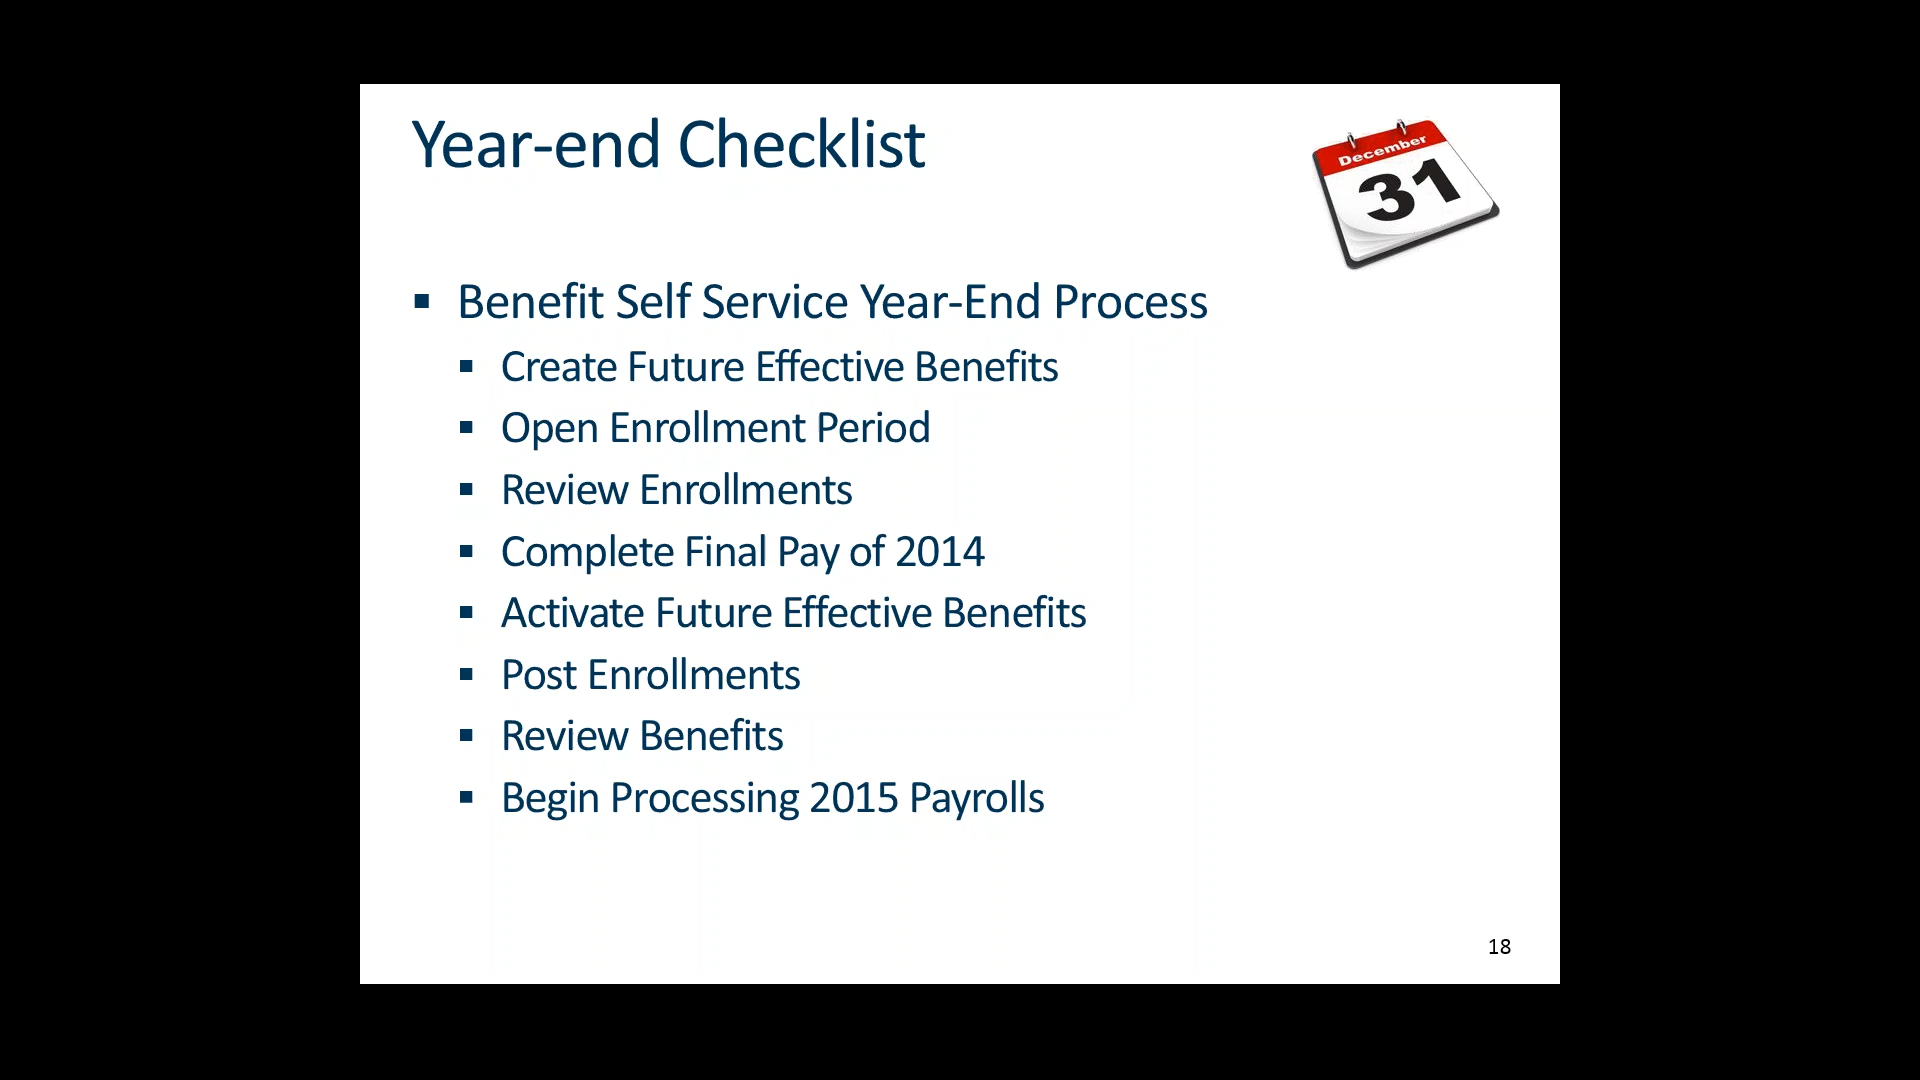 Year-end Checklist
December
31
▪ Benefit Self Service Year-End Process
▪ Create Future Effective Benefits
▪ Open Enrollment Period
▪ Review Enrollments
▪ Complete Final Pay of 2014
▪ Activate Future Effective Benefits
▪ Post Enrollments
▪ Review Benefits
▪ Begin Processing 2015 Payrolls
18